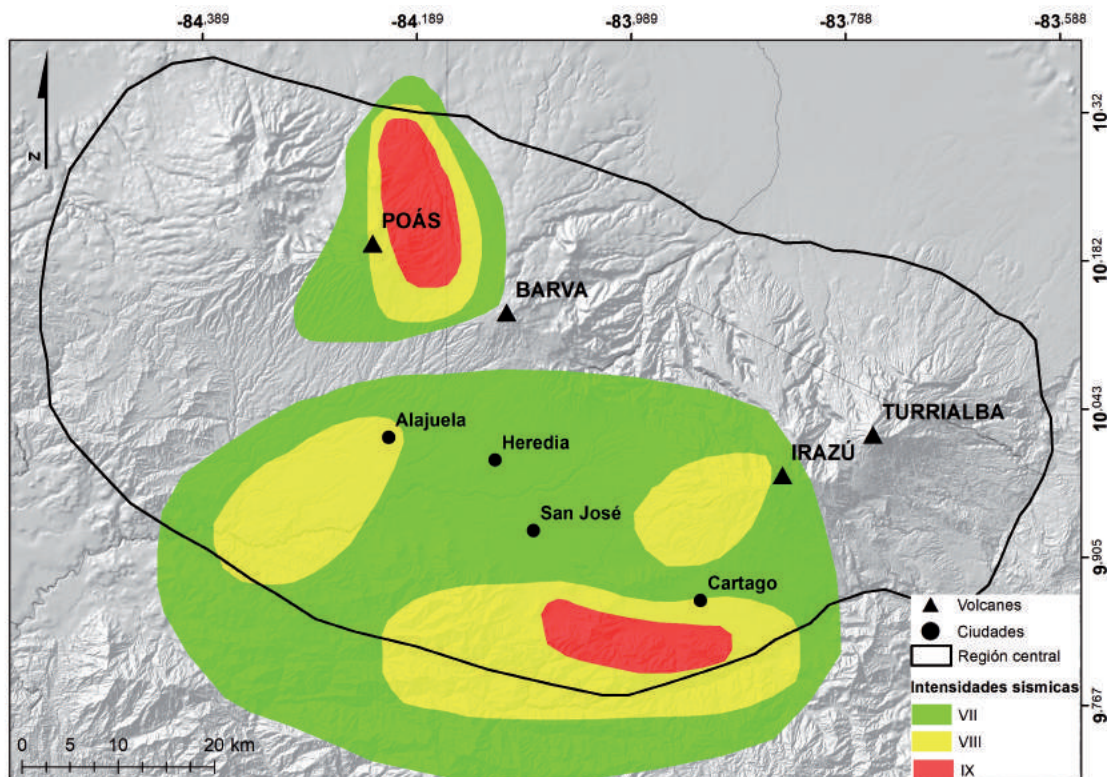 -84,389
-84,189
-83,989
-83,788
-83,588
10,32
10,182
10,043
9,905
9,767
N
POÁS
BARVA
TURRIALBA
IRAZÚ
Alajuela
Heredia
San José
Cartago
Volcanes
Ciudades
Región central
Intensidades sísmicas
VII
VIII
IX
0 5 10 20 km